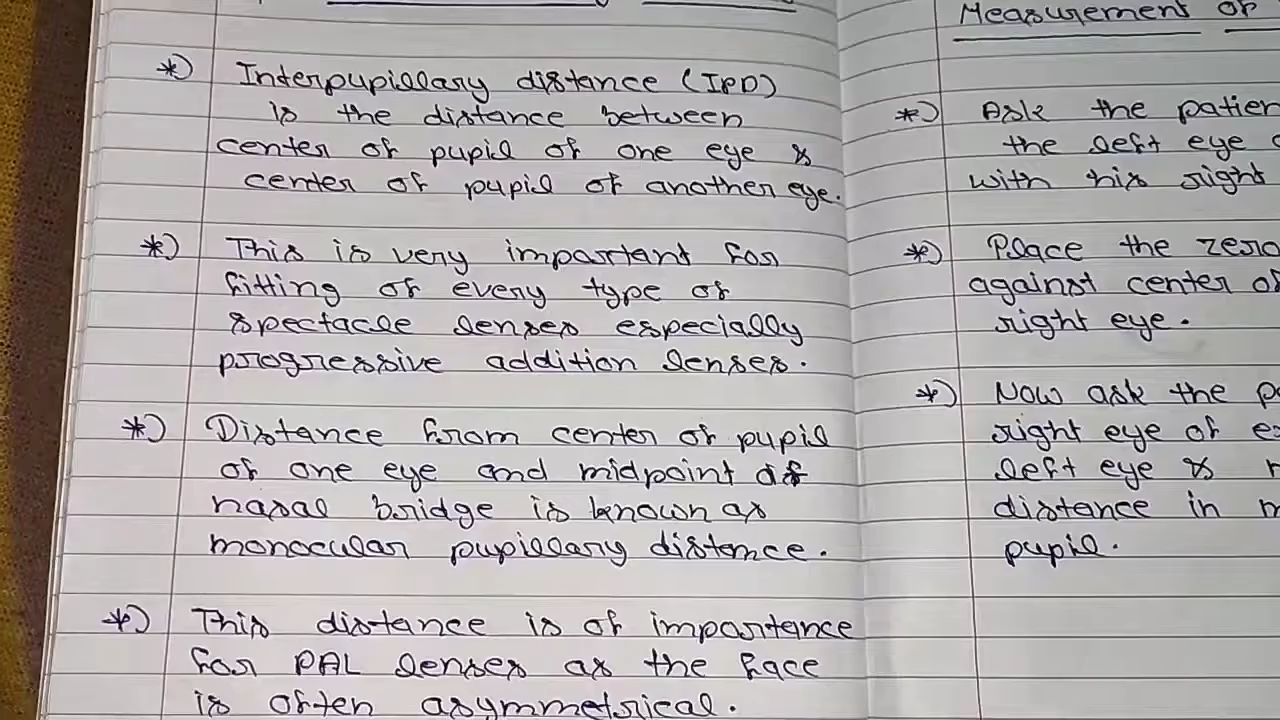 *) Interpupillary distance (IPD)
is the distance between
center of pupil of one eye &
center of pupil of another eye.
*) This is very important for
fitting of every type of
spectacle lenses especially
progressive addition lenses.
*) Distance from center of pupil
of one eye and midpoint of
nasal bridge is known as
monocular pupillary distance.
*) This distance is of importance
for PAL lenses as the face
is often asymmetrical.
Measurement of
*) Ask the patien
the left eye
with his right
*) Place the zero
against center of
right eye.
*) Now ask the
right eye of
left eye &
distance in
pupil.